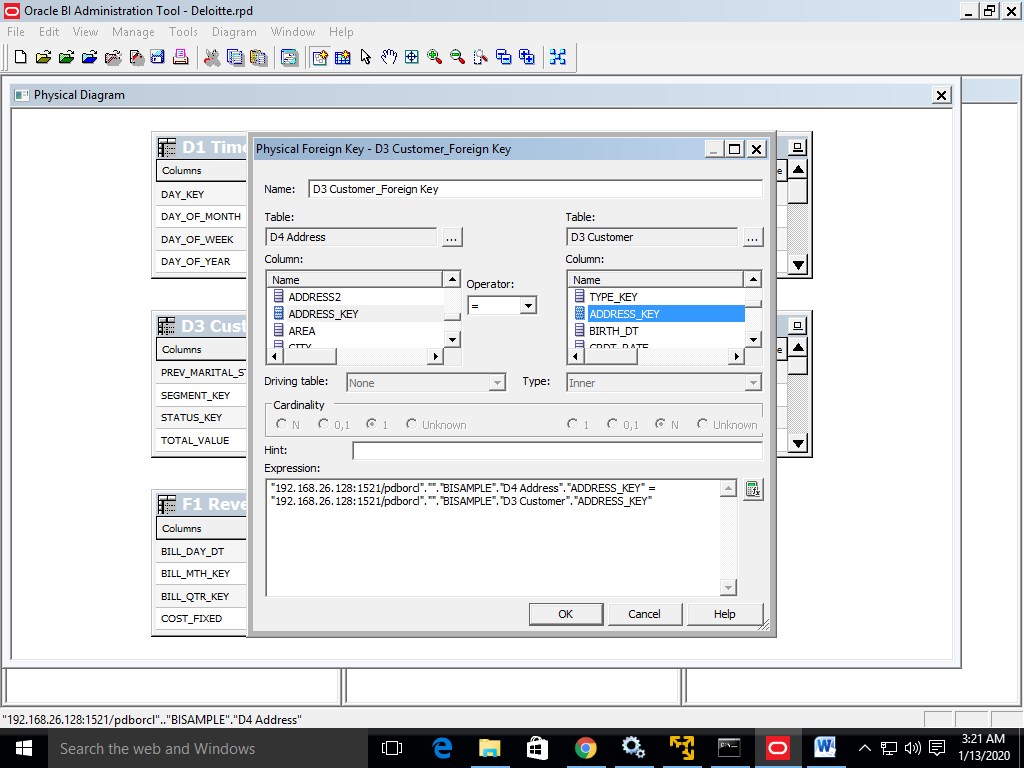 Oracle BI Administration Tool - Deloitte.rpd
File Edit View Manage Tools Diagram Window Help
Physical Diagram
D1 Time
Columns
DAY_KEY
DAY_OF_MONTH
DAY_OF_WEEK
DAY_OF_YEAR
D3 Cust
Columns
PREV_MARITAL_ST
SEGMENT_KEY
STATUS_KEY
TOTAL_VALUE
F1 Reve
Columns
BILL_DAY_DT
BILL_MTH_KEY
BILL_QTR_KEY
COST_FIXED
Physical Foreign Key - D3 Customer_Foreign Key
Name: D3 Customer_Foreign Key
Table: Table:
D4 Address ... D3 Customer ...
Column: Column:
Name Operator: Name
ADDRESS2 TYPE_KEY
ADDRESS_KEY = ADDRESS_KEY
AREA BIRTH_DT
CITY CRDT_RATE
Driving table: None Type: Inner
Cardinality
N 0,1 1 Unknown 1 0,1 N Unknown
Hint:
Expression:
"192.168.26.128:1521/pdborcl"."".
"BISAMPLE"."D4 Address"."ADDRESS_KEY" =
"192.168.26.128:1521/pdborcl"."".
"BISAMPLE"."D3 Customer"."ADDRESS_KEY"
OK Cancel Help
"192.168.26.128:1521/pdborcl".."BISAMPLE"."D4 Address"
Search the web and Windows
3:21 AM
1/13/2020